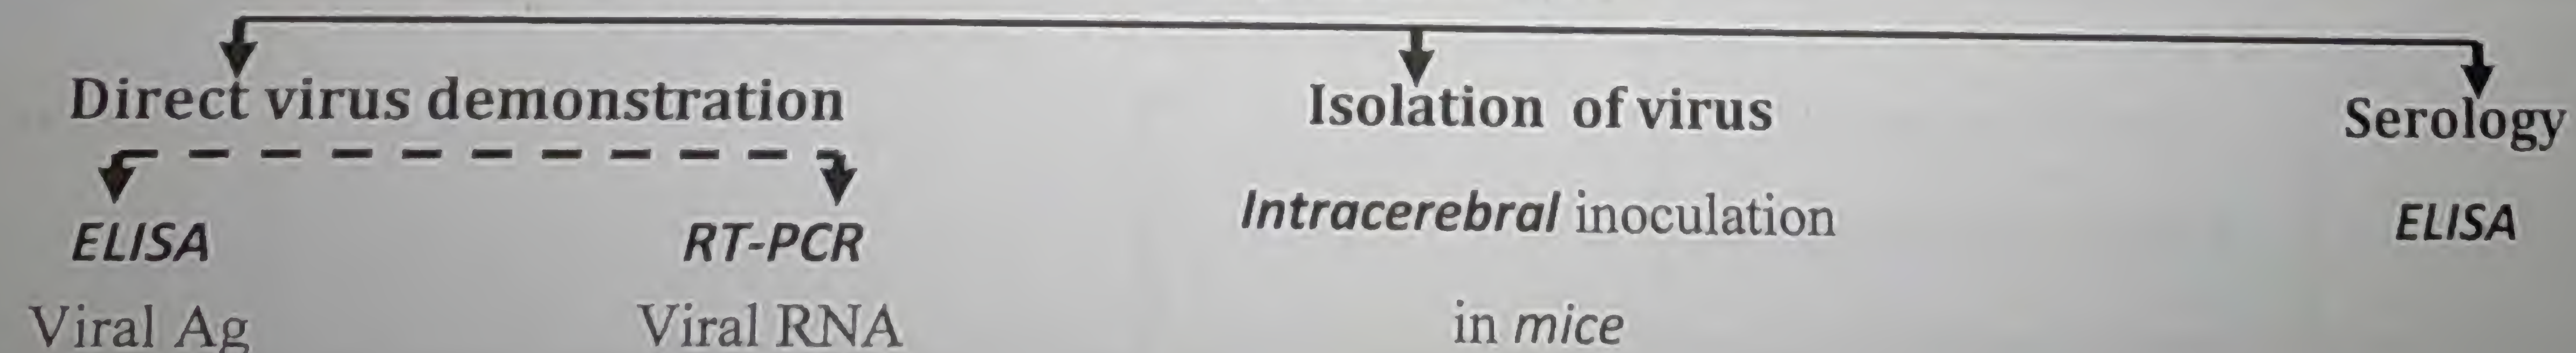 Direct virus demonstration
ELISA RT-PCR
Viral Ag Viral RNA
Isolation of virus
Intracerebral inoculation
in mice
Serology
ELISA